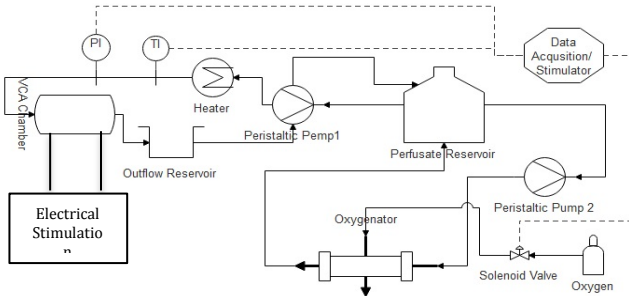 PI
TI
Data
Acqusition/
Stimulator
VCA Chamber
Heater
Peristaltic Pemp1
Perfusate Reservoir
Outflow Reservoir
Peristaltic Pump 2
Electrical
Stimulatio
n
Oxygenator
Solenoid Valve
Oxygen